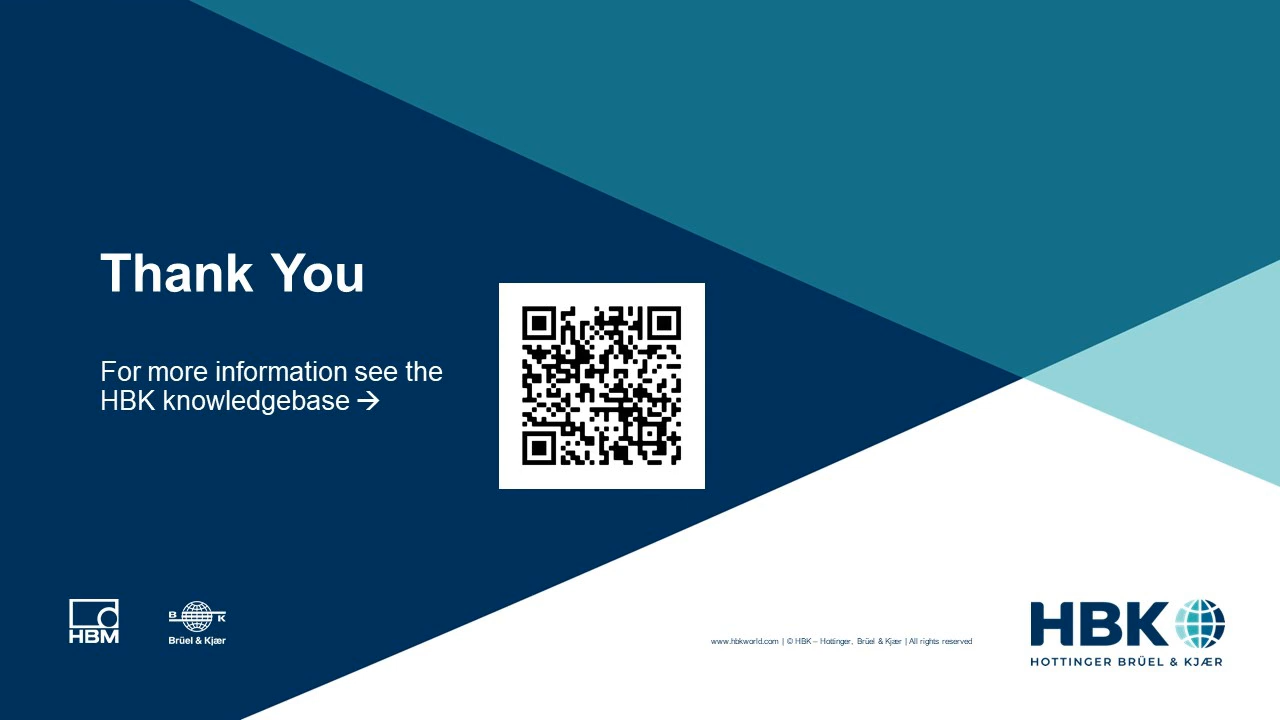 Thank You
For more information see the
HBK knowledgebase →
HBM
B K
Brüel & Kjær
www.hbkworld.com | © HBK – Hottinger, Brüel & Kjær | All rights reserved
HBK
HOTTINGER BRÜEL & KJÆR